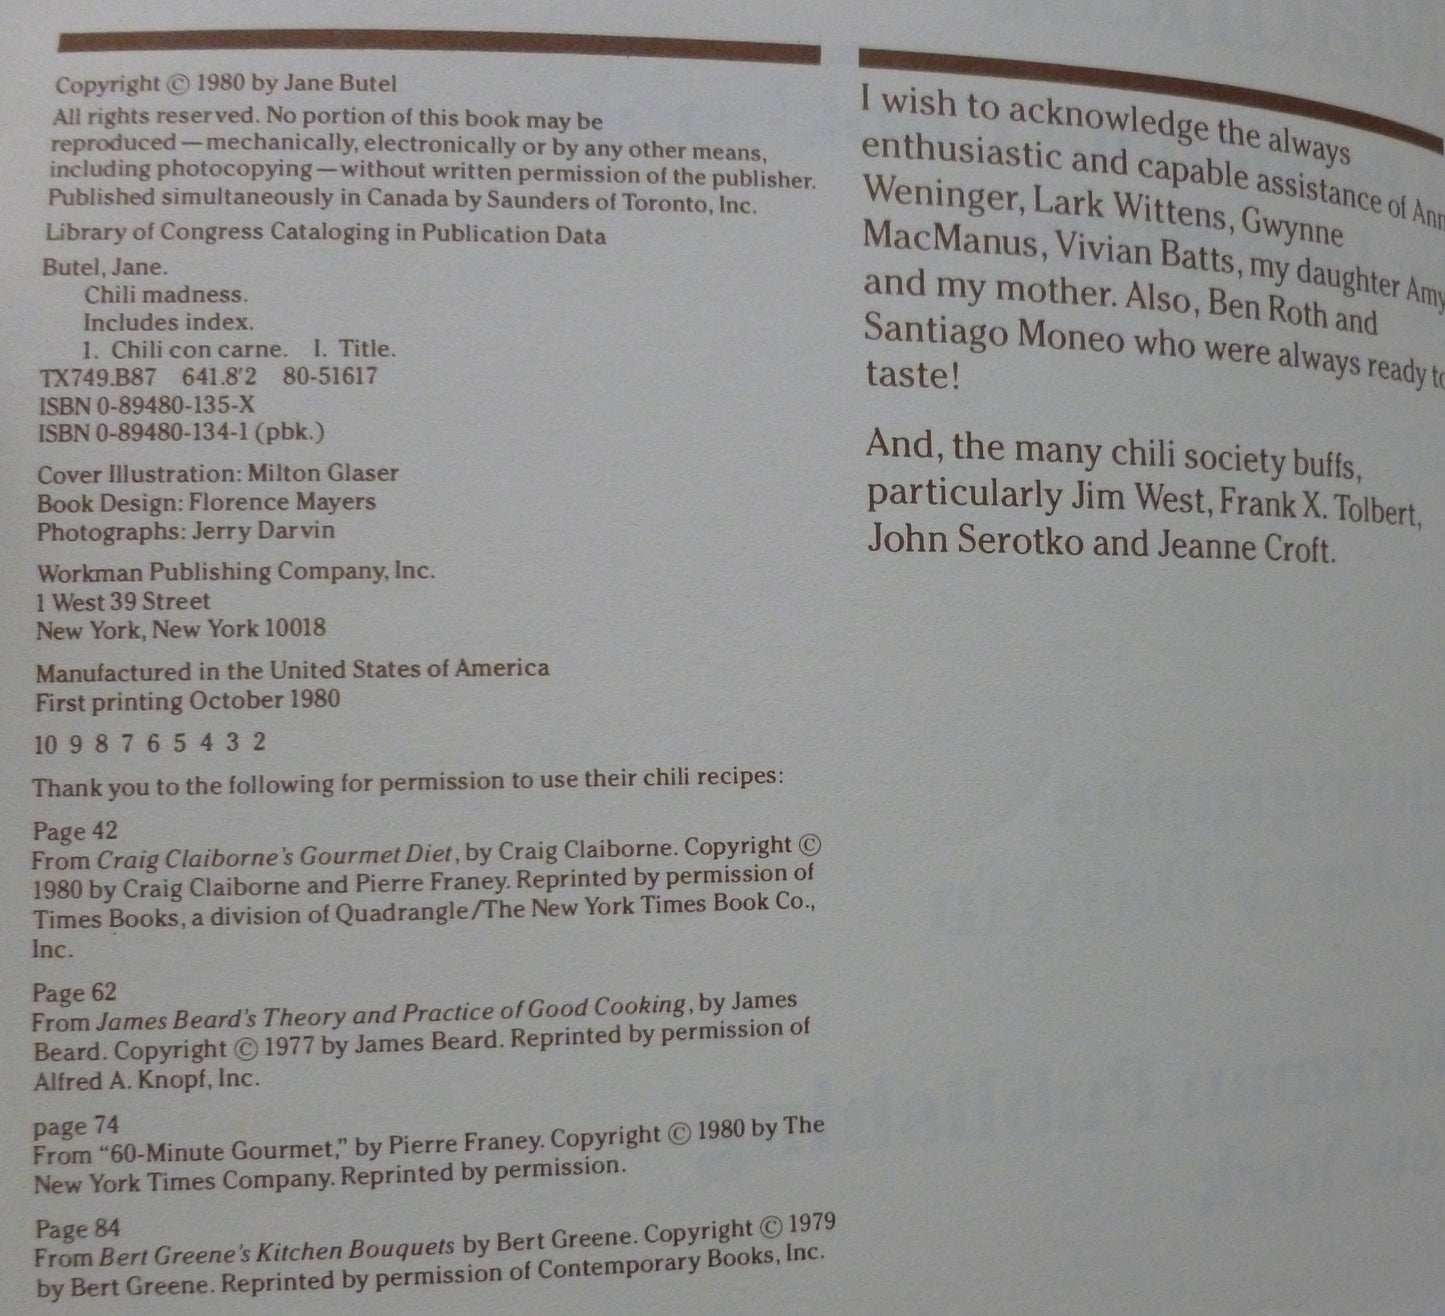 Copyright © 1980 by Jane Butel
All rights reserved. No portion of this book may be
reproduced—mechanically, electronically or by any other means,
including photocopying—without written permission of the publisher.
Published simultaneously in Canada by Saunders of Toronto, Inc.
Library of Congress Cataloging in Publication Data
Butel, Jane.
Chili madness.
Includes index.
1. Chili con carne. I. Title.
TX749.B87 641.8'2 80-51617
ISBN 0-89480-135-X
ISBN 0-89480-134-1 (pbk.)
Cover Illustration: Milton Glaser
Book Design: Florence Mayers
Photographs: Jerry Darvin
Workman Publishing Company, Inc.
1 West 39 Street
New York, New York 10018
Manufactured in the United States of America
First printing October 1980
10 9 8 7 6 5 4 3 2
Thank you to the following for permission to use their chili recipes:
Page 42
From Craig Claiborne's Gourmet Diet, by Craig Claiborne. Copyright ©
1980 by Craig Claiborne and Pierre Franey. Reprinted by permission of
Times Books, a division of Quadrangle/The New York Times Book Co.,
Inc.
Page 62
From James Beard's Theory and Practice of Good Cooking, by James
Beard. Copyright © 1977 by James Beard. Reprinted by permission of
Alfred A. Knopf, Inc.
page 74
From "60-Minute Gourmet," by Pierre Franey. Copyright © 1980 by The
New York Times Company. Reprinted by permission.
Page 84
From Bert Greene's Kitchen Bouquets by Bert Greene. Copyright © 1979
by Bert Greene. Reprinted by permission of Contemporary Books, Inc.
I wish to acknowledge the always
enthusiastic and capable assistance of Ann
Weninger, Lark Wittens, Gwynne
MacManus, Vivian Batts, my daughter Amy
and my mother. Also, Ben Roth and
Santiago Moneo who were always ready to
taste!
And, the many chili society buffs,
particularly Jim West, Frank X. Tolbert,
John Serotko and Jeanne Croft.